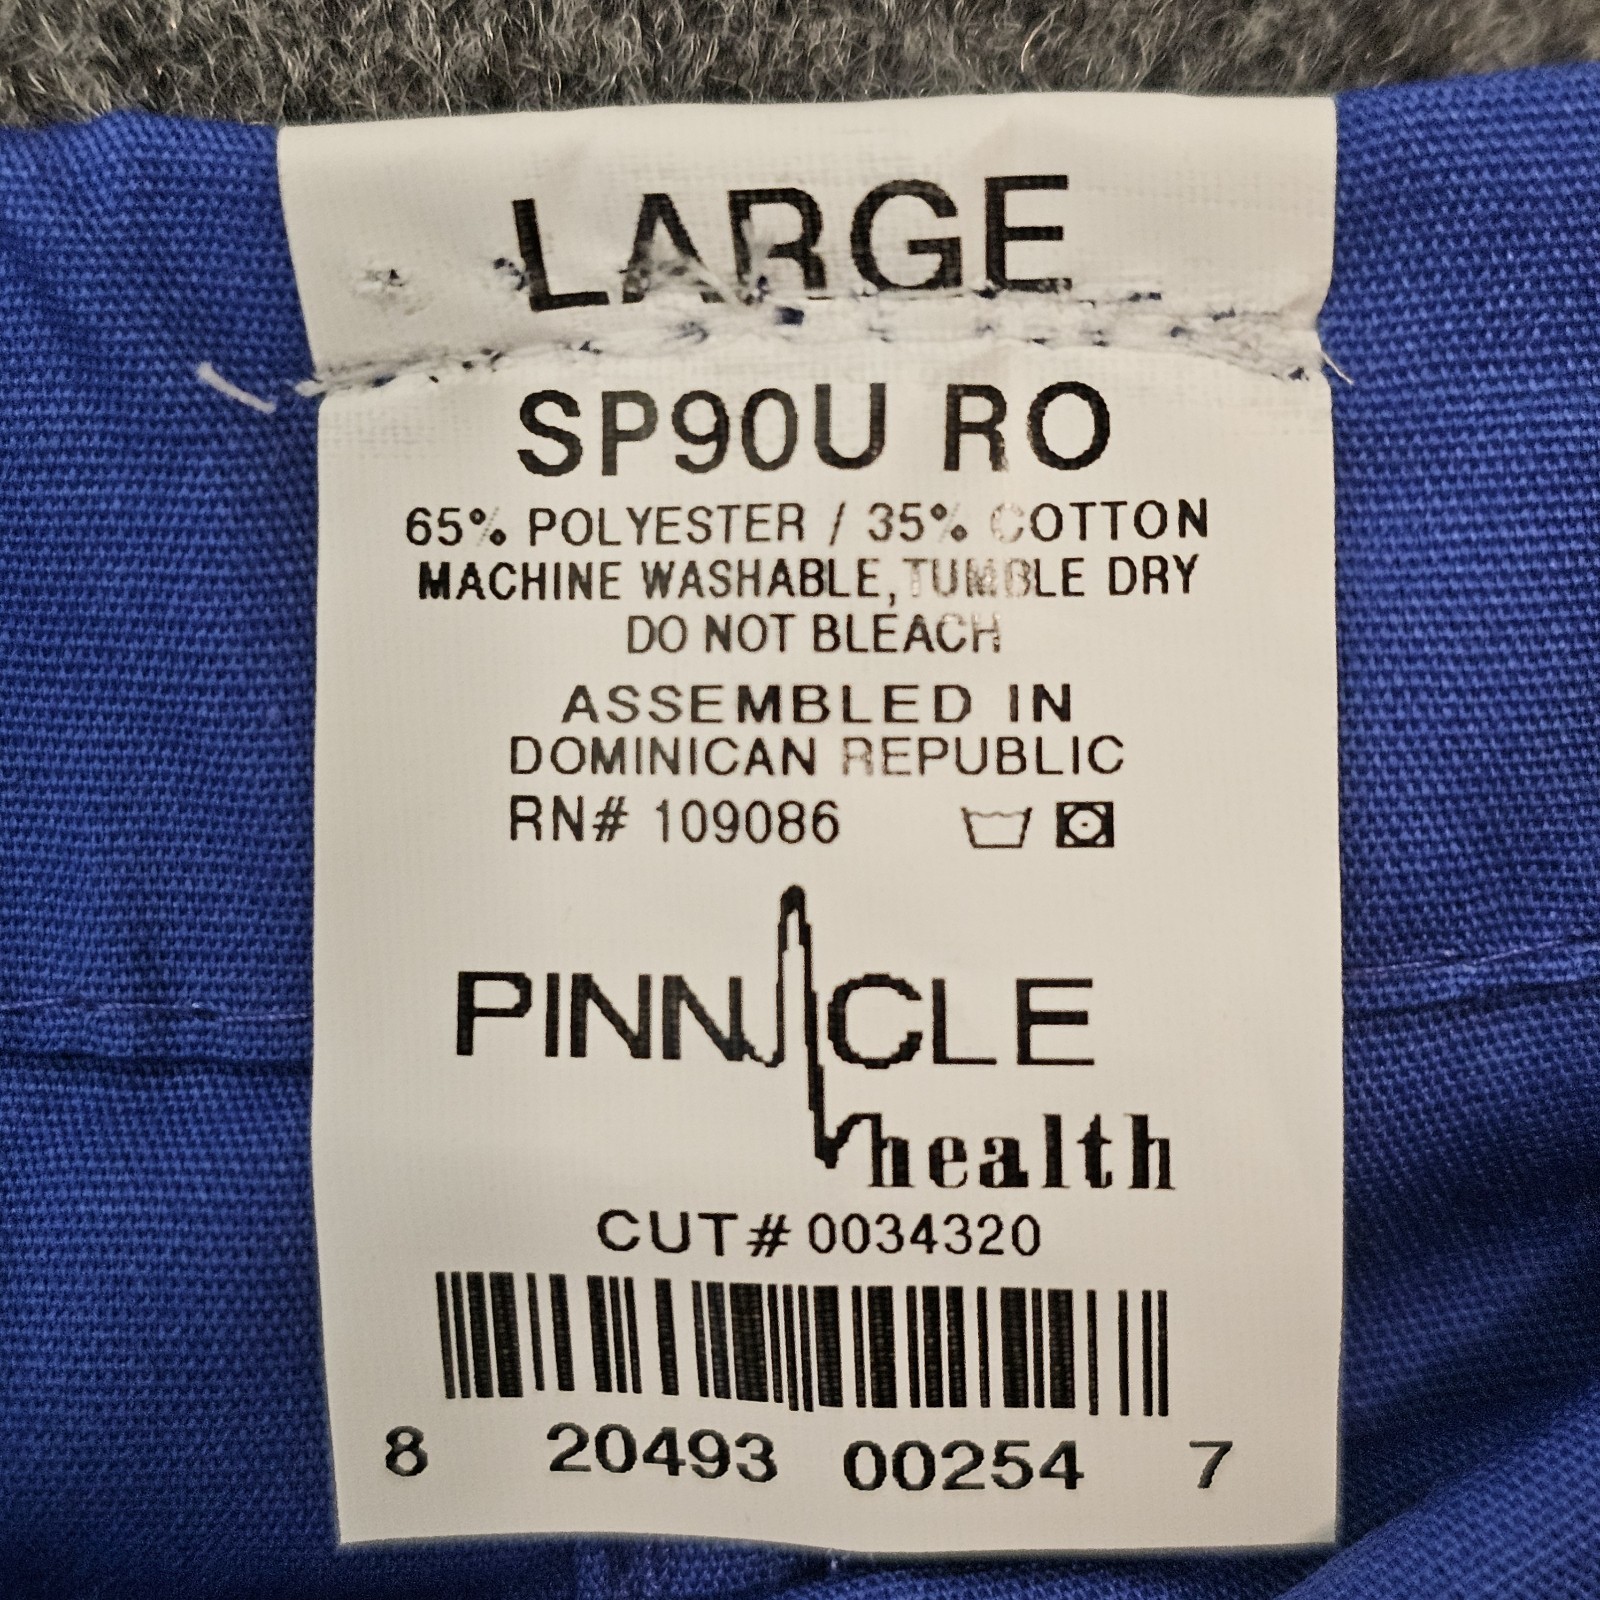 LARGE
SP90U RO
65% POLYESTER / 35% COTTON
MACHINE WASHABLE, TUMBLE DRY
DO NOT BLEACH
ASSEMBLED IN
DOMINICAN REPUBLIC
RN# 109086
PINNACLE
health
CUT# 0034320
8 20493 00254 7